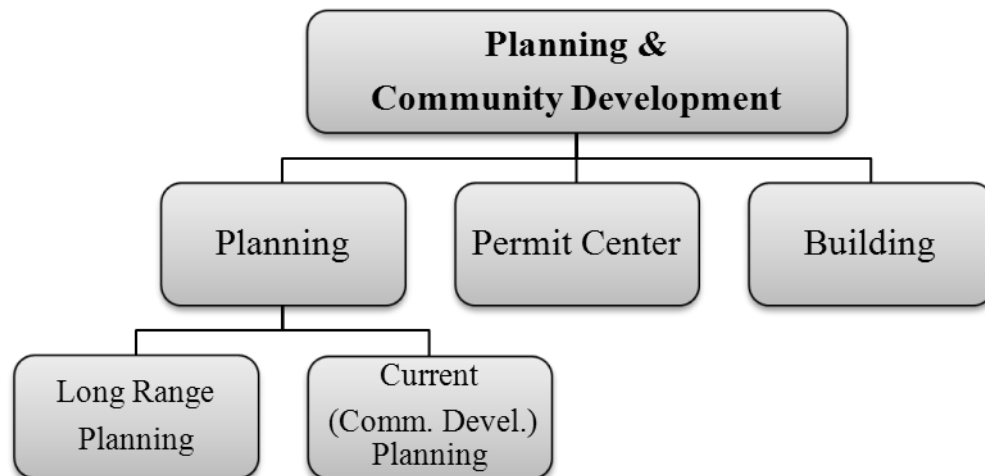 Planning &
Community Development
Planning
Permit Center
Building
Long Range
Planning
Current
(Comm. Devel.)
Planning